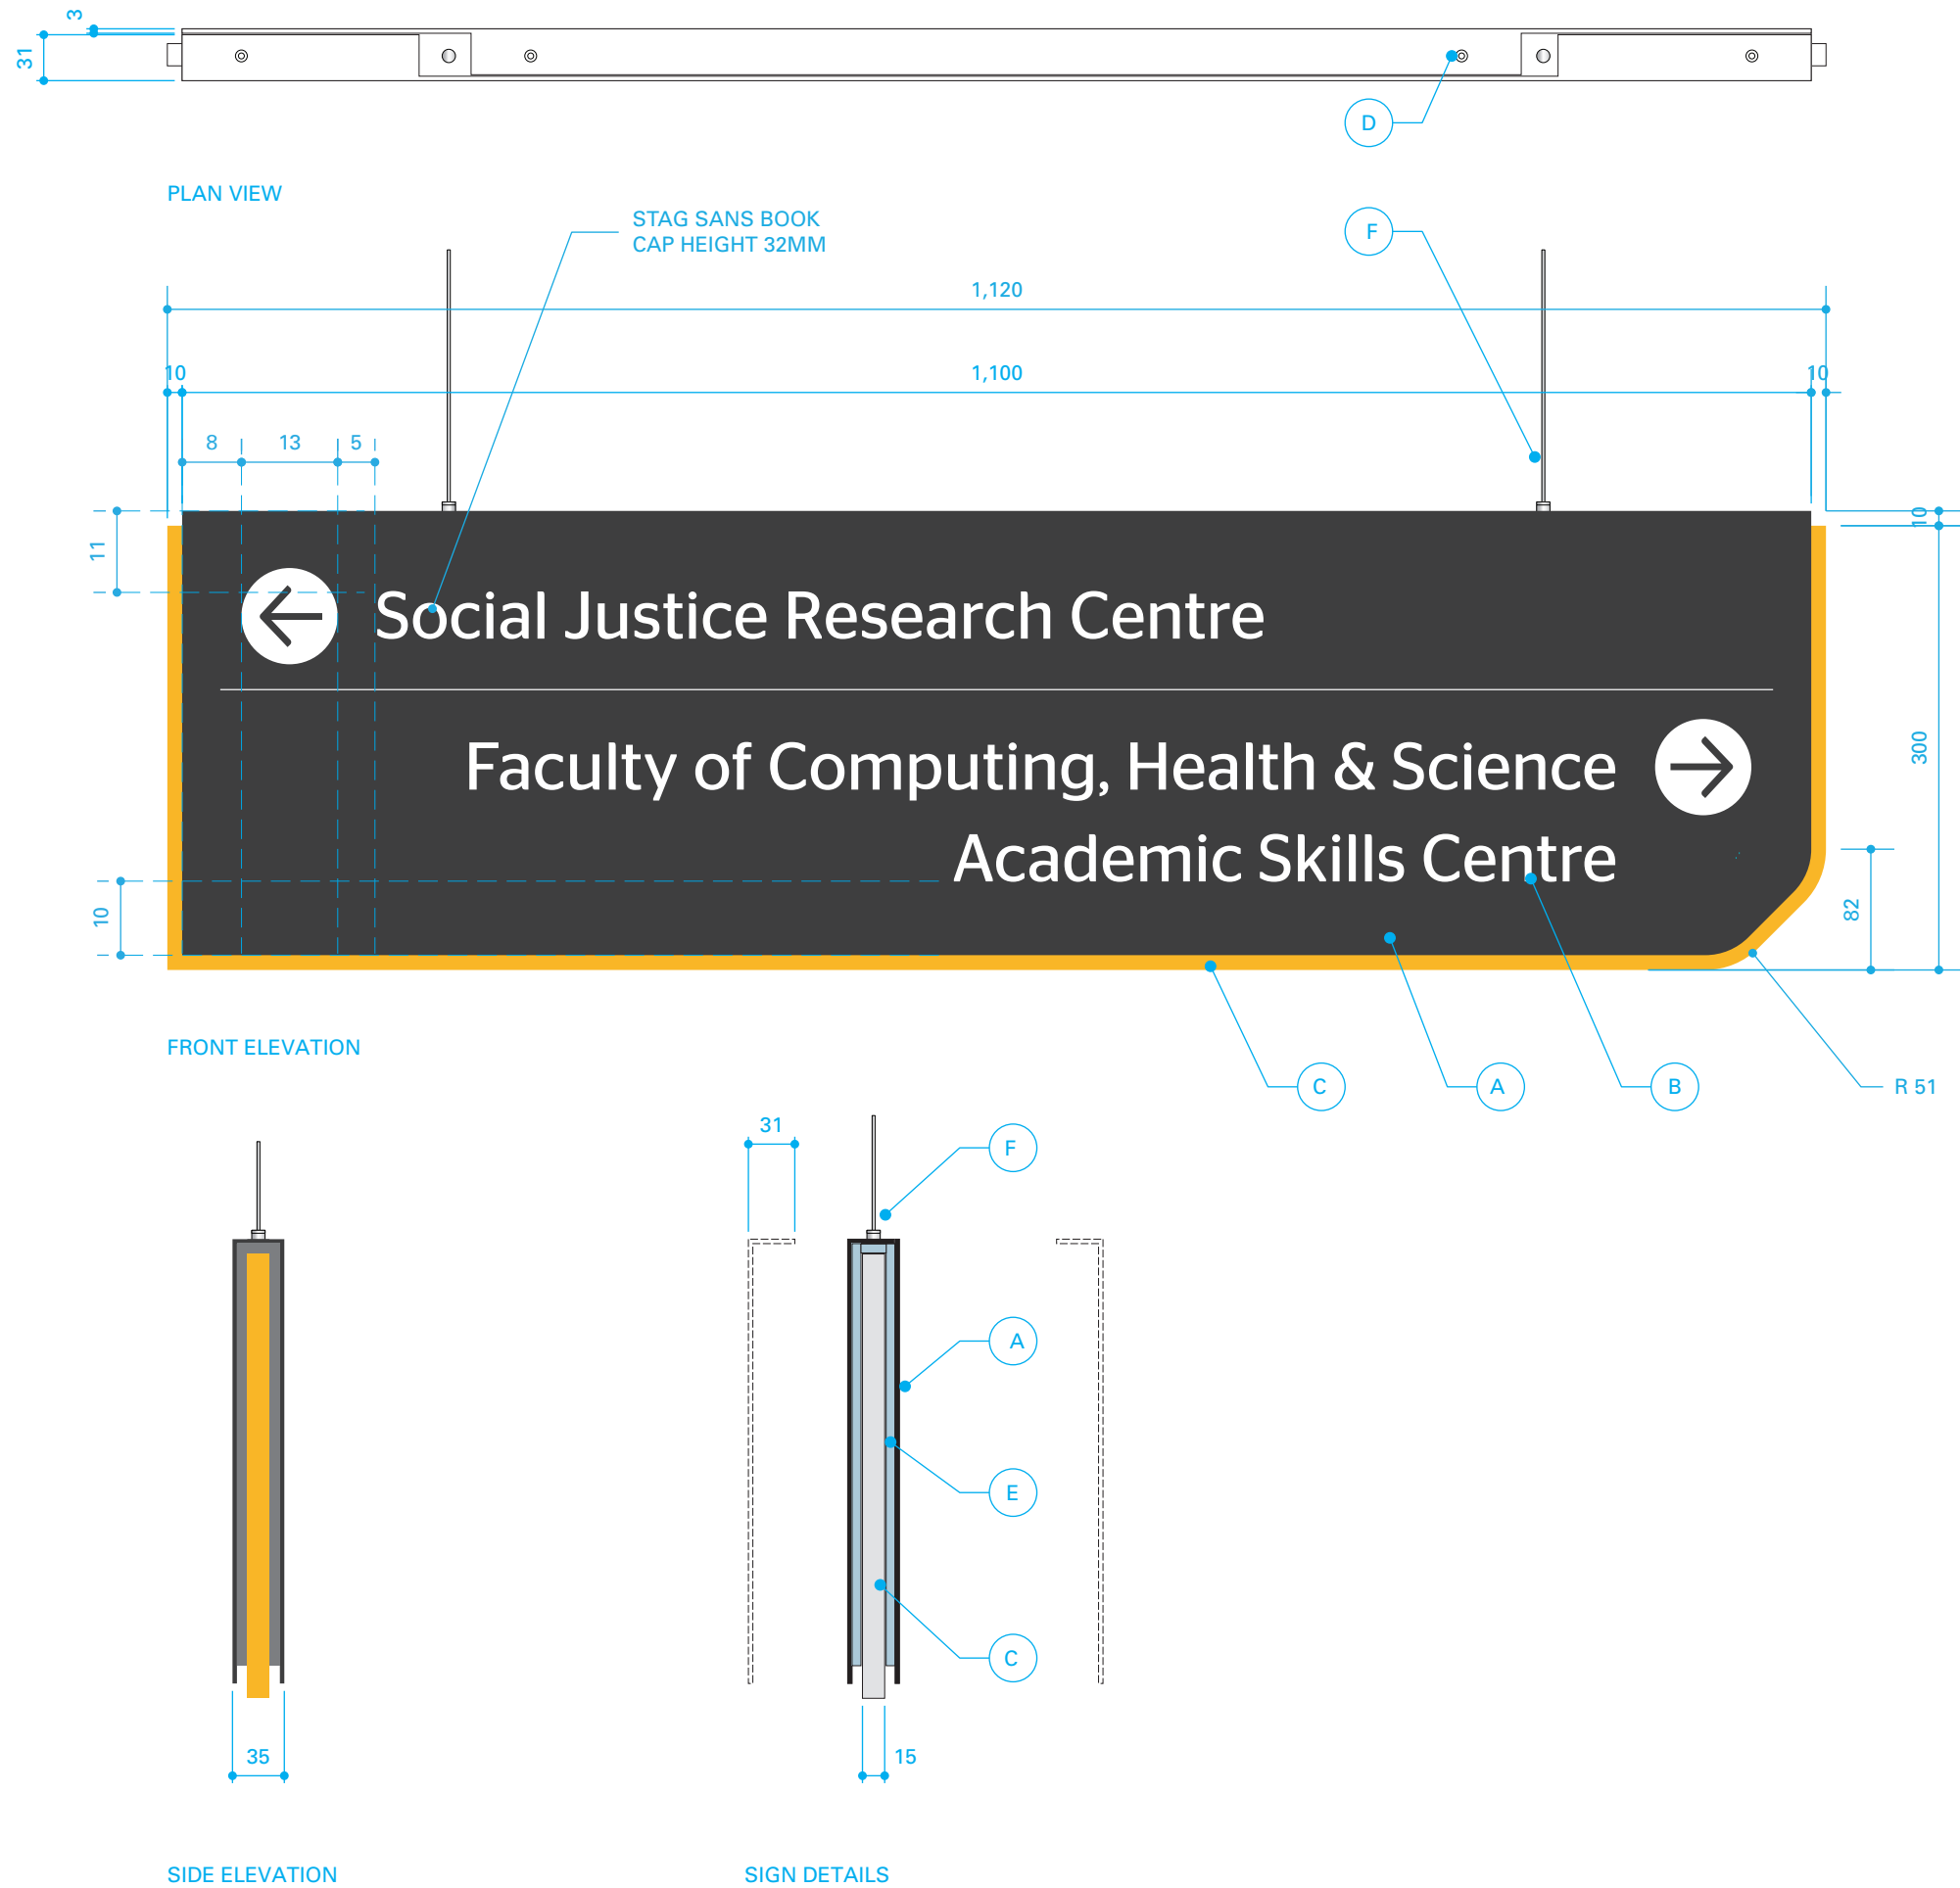 3
31
D
PLAN VIEW
STAG SANS BOOK
CAP HEIGHT 32MM
F
1,120
10
1,100
10
8
13
5
11
10
Social Justice Research Centre
Faculty of Computing, Health & Science
Academic Skills Centre
300
82
10
FRONT ELEVATION
C
A
B
R 51
31
F
A
E
C
35
15
SIDE ELEVATION
SIGN DETAILS